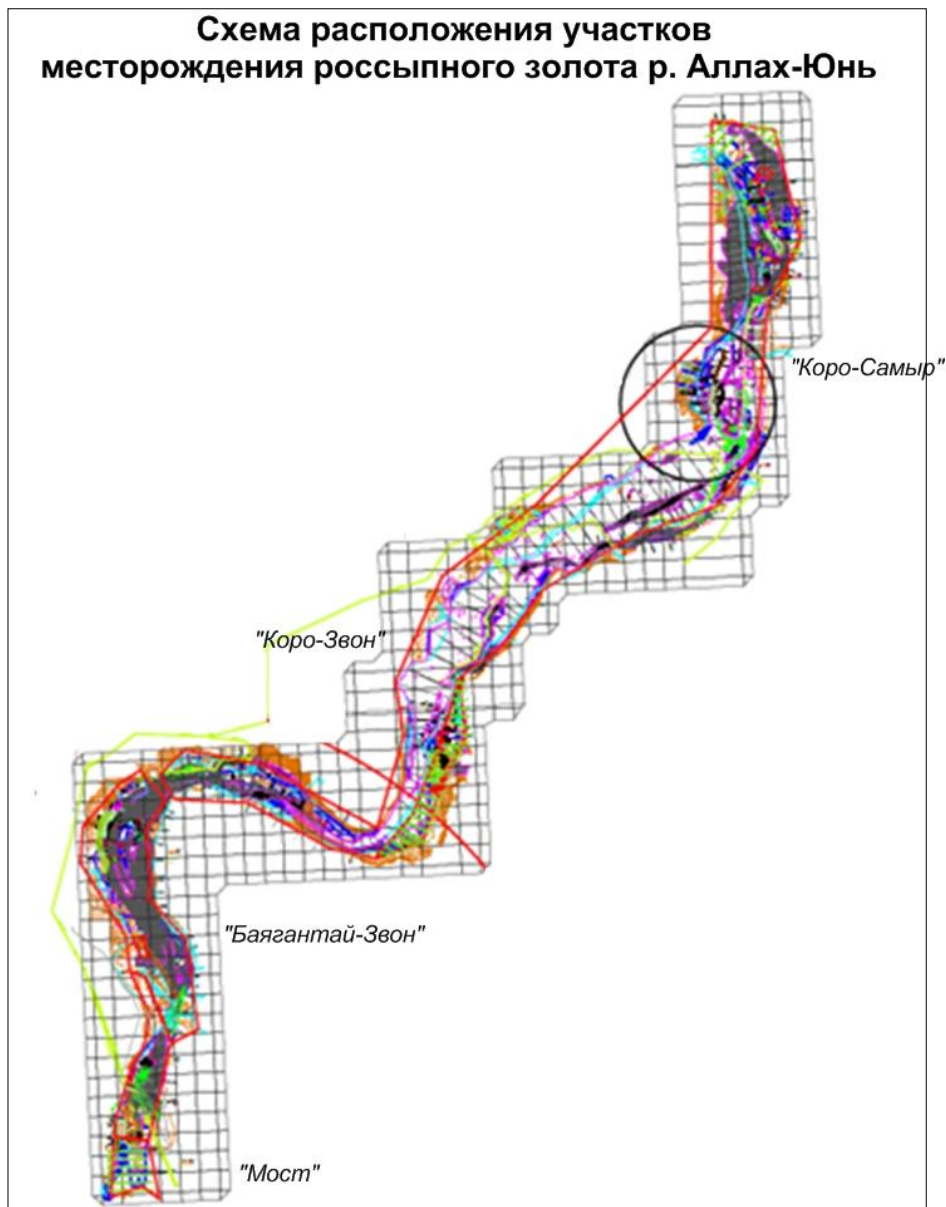 Схема расположения участков
месторождения россыпного золота р. Аллах-Юнь
"Коро-Самыр"
"Коро-Звон"
"Баягантай-Звон"
"Мост"